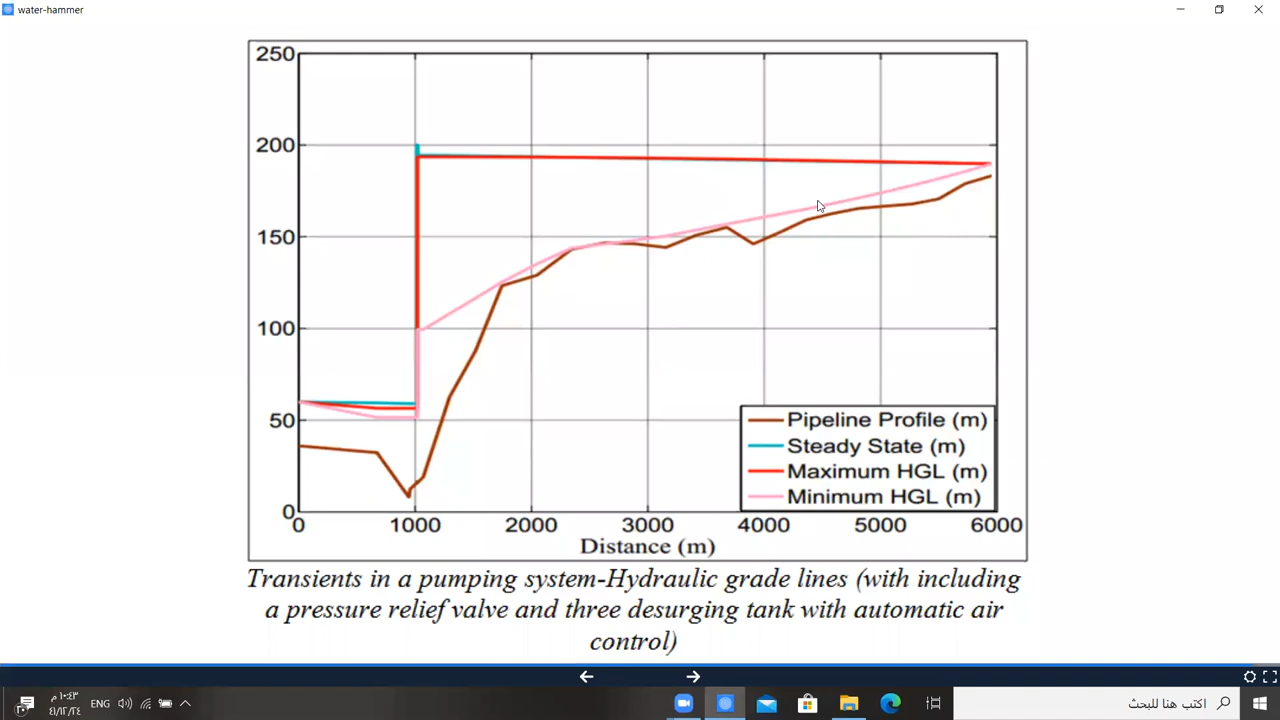 water-hammer
250
200
150
100
50
0
0 1000 2000 3000 4000 5000 6000
Distance (m)
Pipeline Profile (m)
Steady State (m)
Maximum HGL (m)
Minimum HGL (m)
Transients in a pumping system-Hydraulic grade lines (with including
a pressure relief valve and three desurging tank with automatic air
control)
ENG
اكتب هنا للبحث